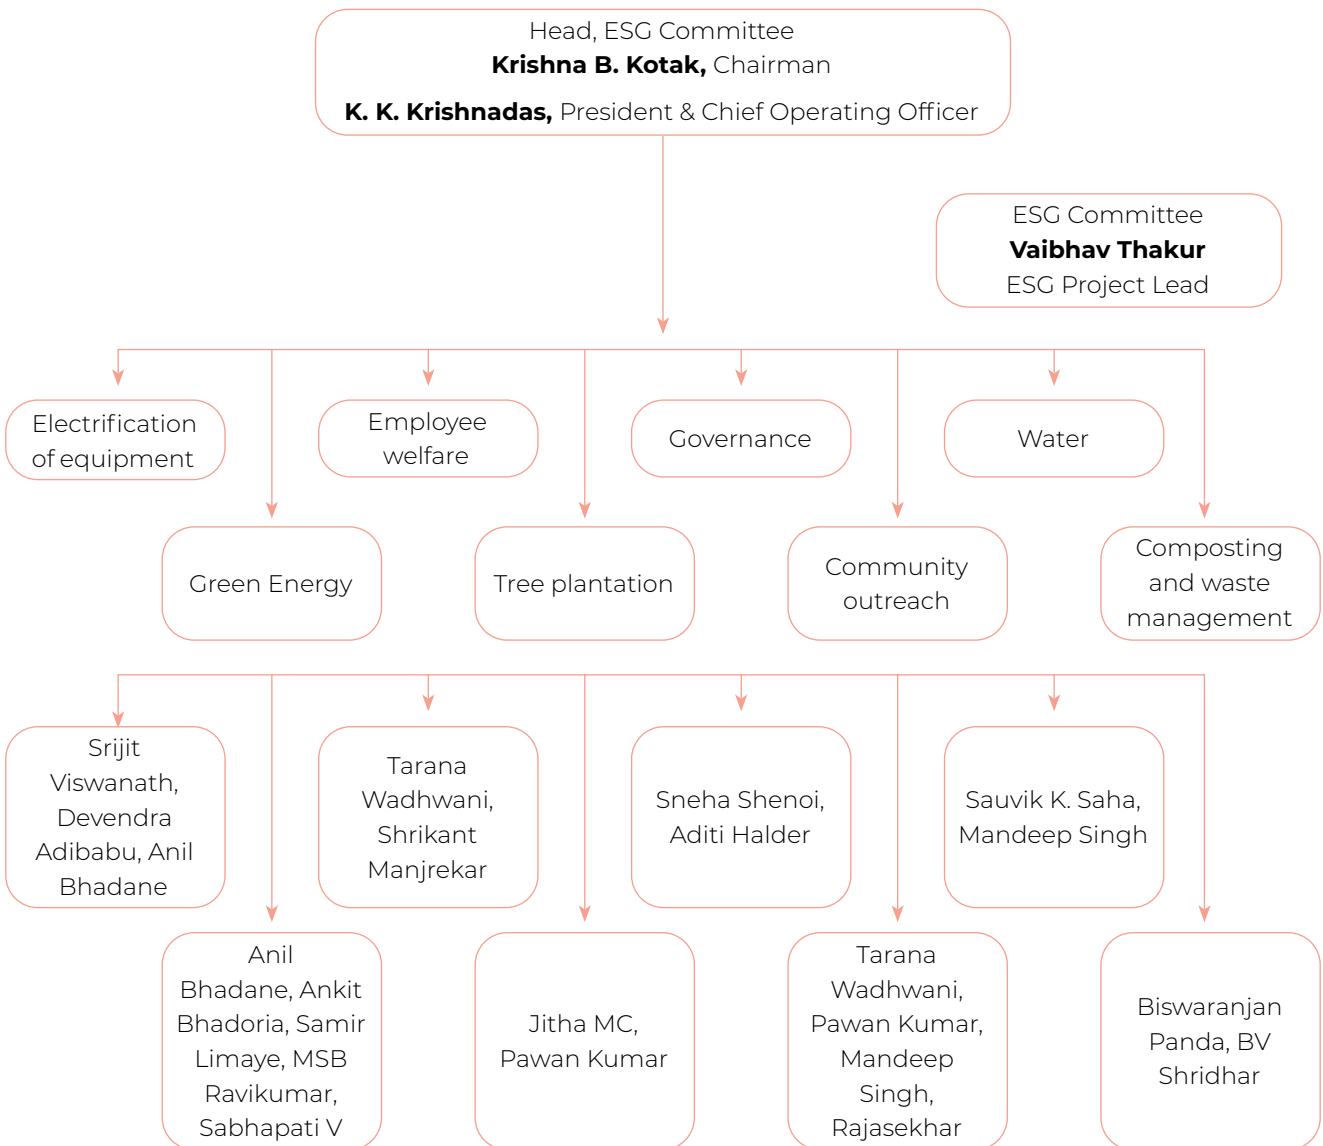 Head, ESG Committee
Krishna B. Kotak, Chairman
K. K. Krishnadas, President & Chief Operating Officer
ESG Committee
Vaibhav Thakur
ESG Project Lead
Electrification
of equipment
Employee
welfare
Governance
Water
Green Energy
Tree plantation
Community
outreach
Composting
and waste
management
Srijit
Viswanath,
Devendra
Adibabu, Anil
Bhadane
Tarana
Wadhwani,
Shrikant
Manjrekar
Sneha Shenoi,
Aditi Halder
Sauvik K. Saha,
Mandeep Singh
Anil
Bhadane, Ankit
Bhadoria, Samir
Limaye, MSB
Ravikumar,
Sabhapati V
Jitha MC,
Pawan Kumar
Tarana
Wadhwani,
Pawan Kumar,
Mandeep
Singh,
Rajasekhar
Biswaranjan
Panda, BV
Shridhar